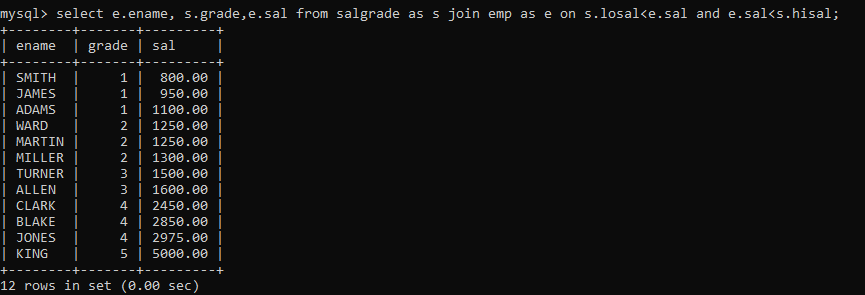 mysql> select e.ename, s.grade,e.sal from salgrade as s join emp as e on s.losal<e.sal and e.sal<s.hisal;
+--------+-------+---------+
| ename  | grade | sal     |
+--------+-------+---------+
| SMITH  |     1 |  800.00 |
| JAMES  |     1 |  950.00 |
| ADAMS  |     1 | 1100.00 |
| WARD   |     2 | 1250.00 |
| MARTIN |     2 | 1250.00 |
| MILLER |     2 | 1300.00 |
| TURNER |     3 | 1500.00 |
| ALLEN  |     3 | 1600.00 |
| CLARK  |     4 | 2450.00 |
| BLAKE  |     4 | 2850.00 |
| JONES  |     4 | 2975.00 |
| KING   |     5 | 5000.00 |
+--------+-------+---------+
12 rows in set (0.00 sec)